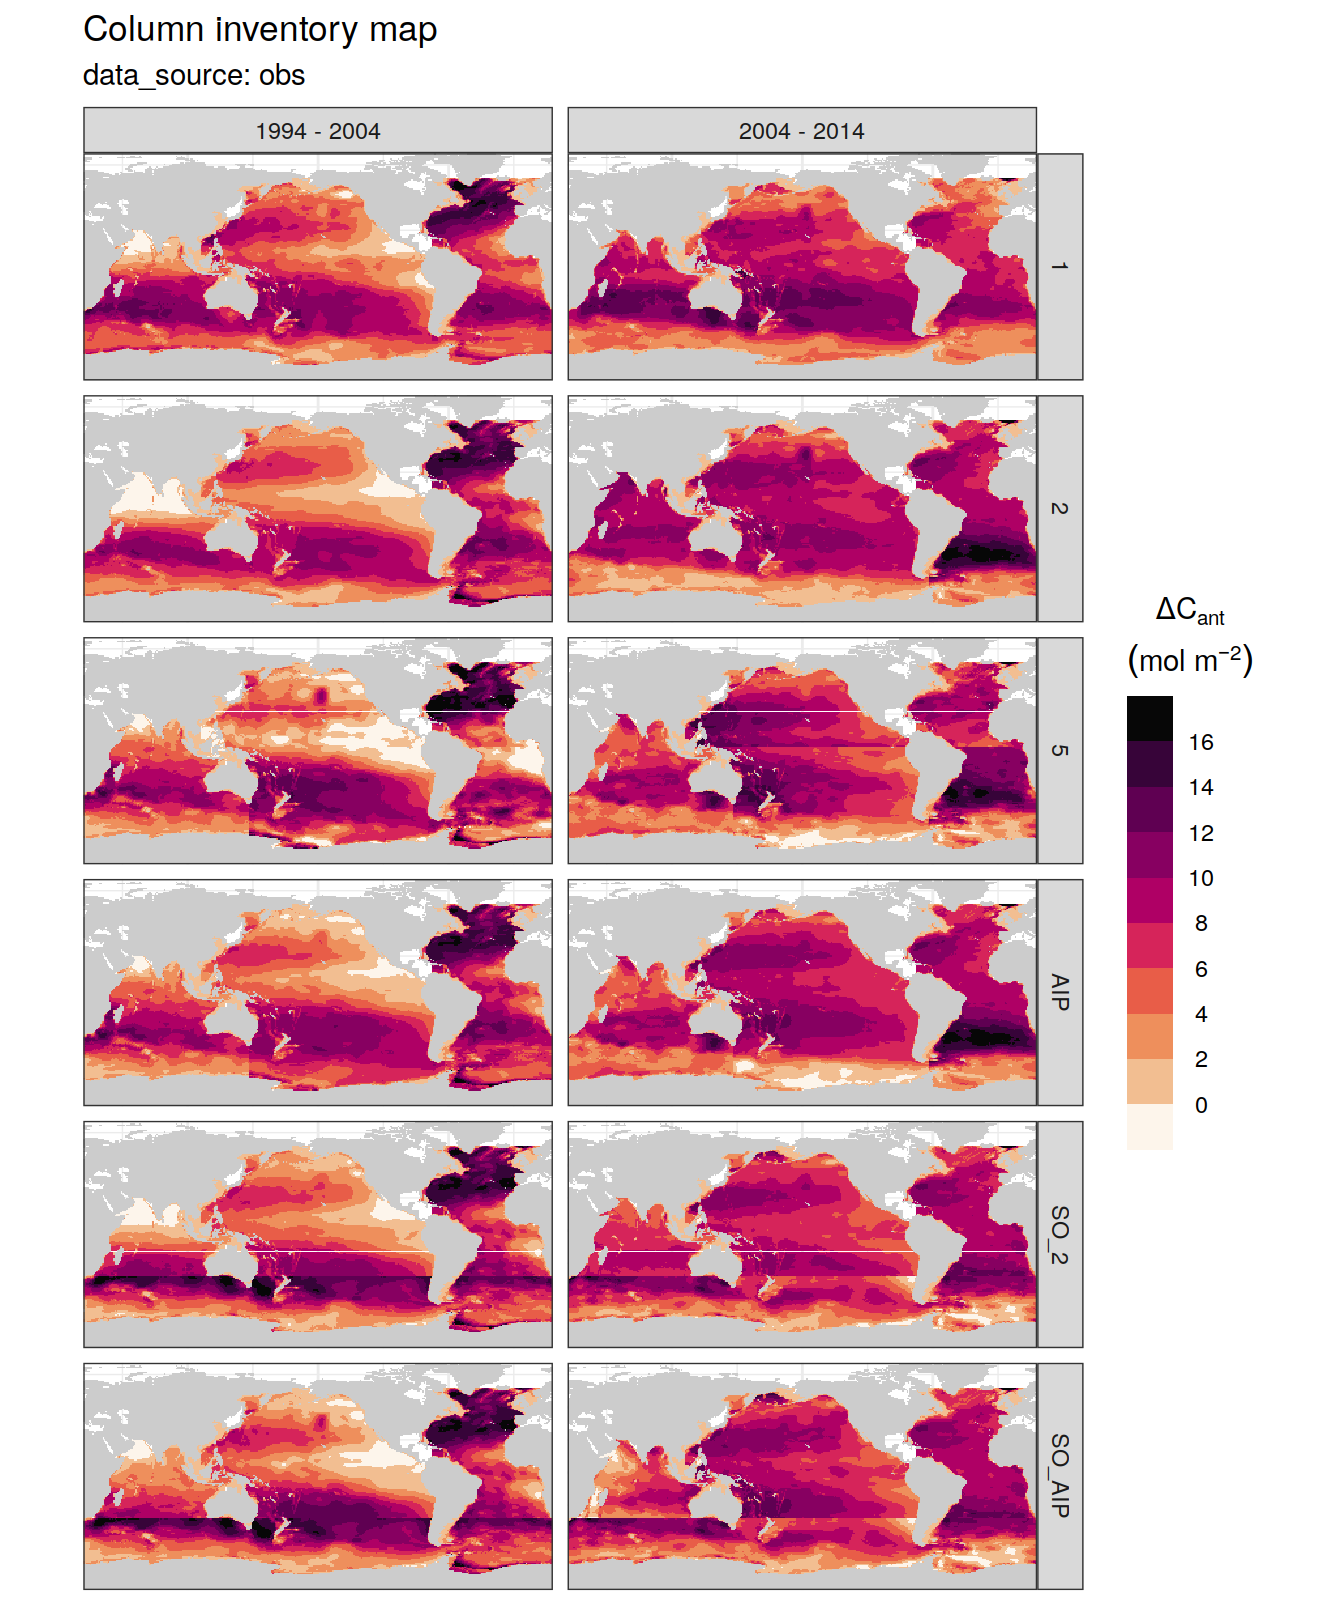 Column inventory map
data_source: obs
1994 - 2004
2004 - 2014
1
2
5
AIP
SO_2
SO_AIP
ΔCant
(mol m−2)
16
14
12
10
8
6
4
2
0